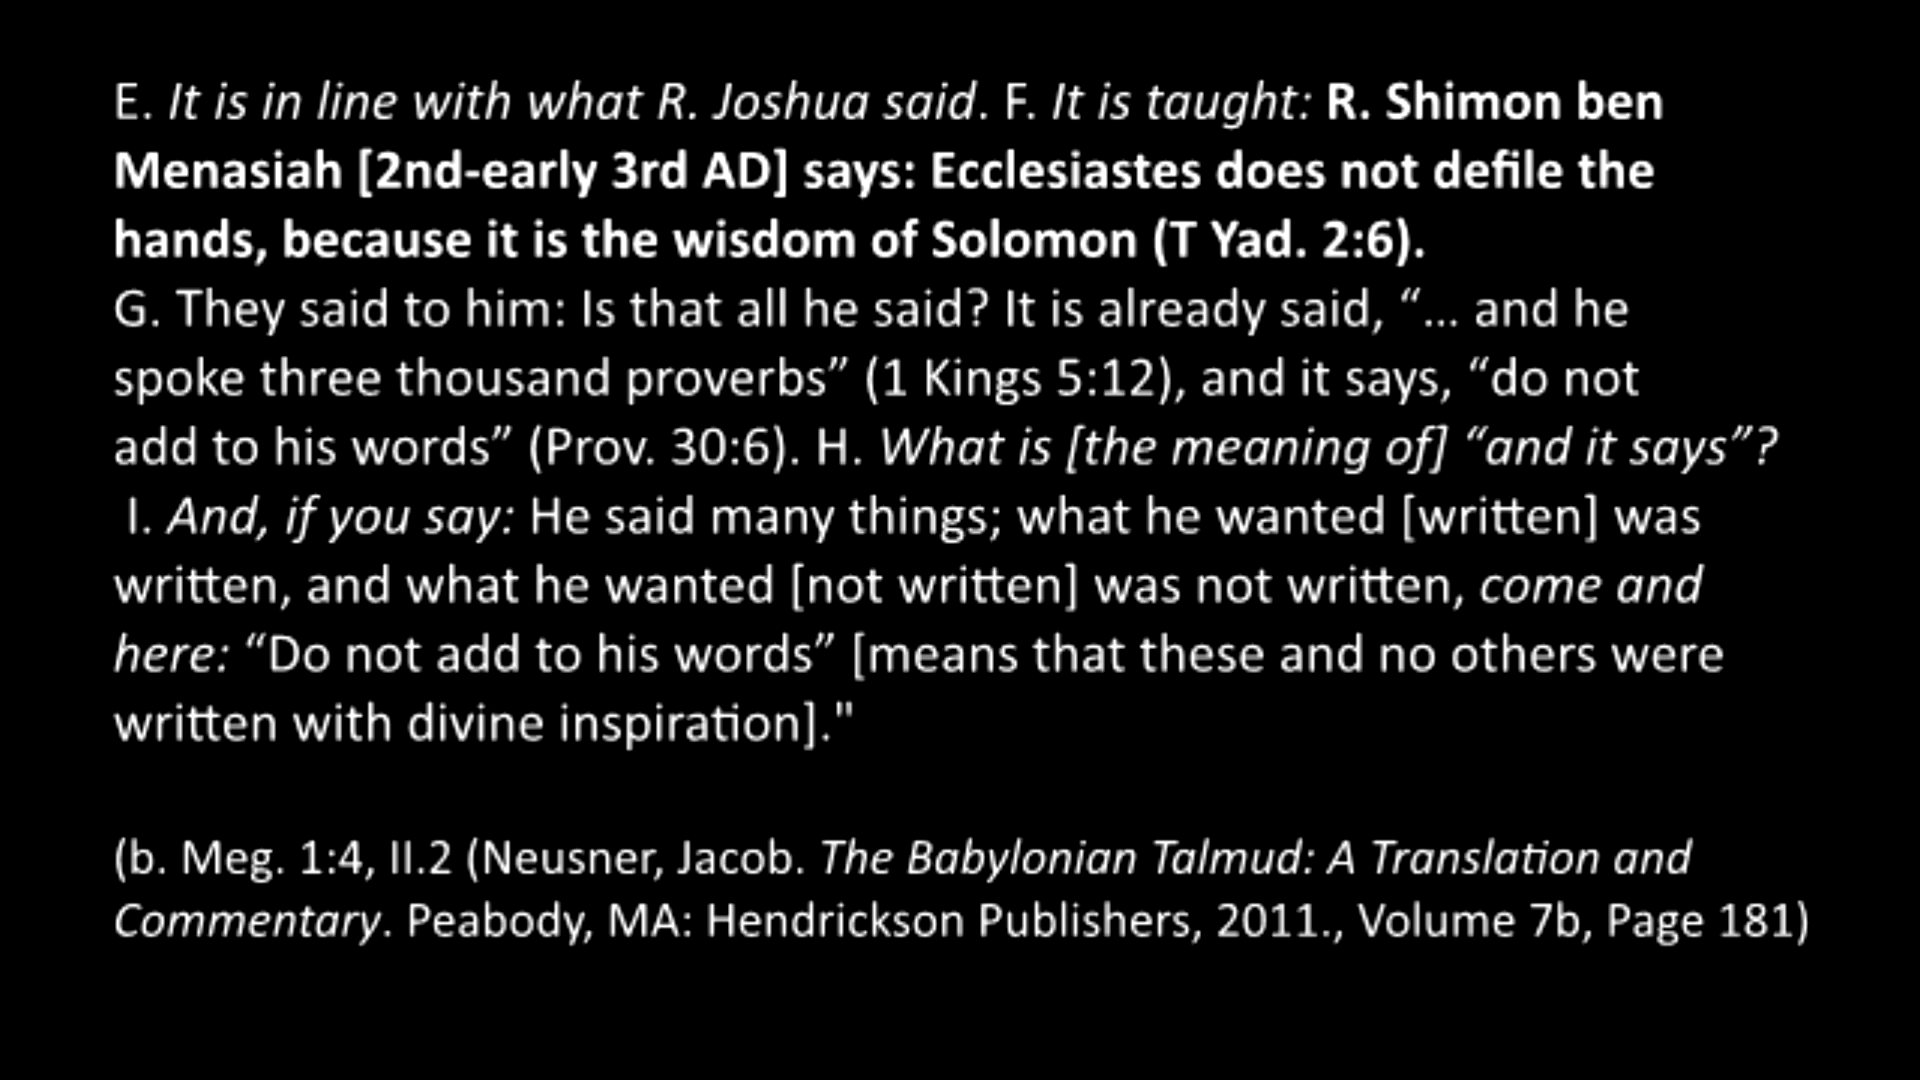 E. It is in line with what R. Joshua said. F. It is taught: R. Shimon ben
Menasiah [2nd-early 3rd AD] says: Ecclesiastes does not defile the
hands, because it is the wisdom of Solomon (T Yad. 2:6).
G. They said to him: Is that all he said? It is already said, “... and he
spoke three thousand proverbs” (1 Kings 5:12), and it says, “do not
add to his words” (Prov. 30:6). H. What is [the meaning of] “and it says”?
I. And, if you say: He said many things; what he wanted [written] was
written, and what he wanted [not written] was not written, come and
here: “Do not add to his words” [means that these and no others were
written with divine inspiration]."
(b. Meg. 1:4, II.2 (Neusner, Jacob. The Babylonian Talmud: A Translation and
Commentary. Peabody, MA: Hendrickson Publishers, 2011., Volume 7b, Page 181)